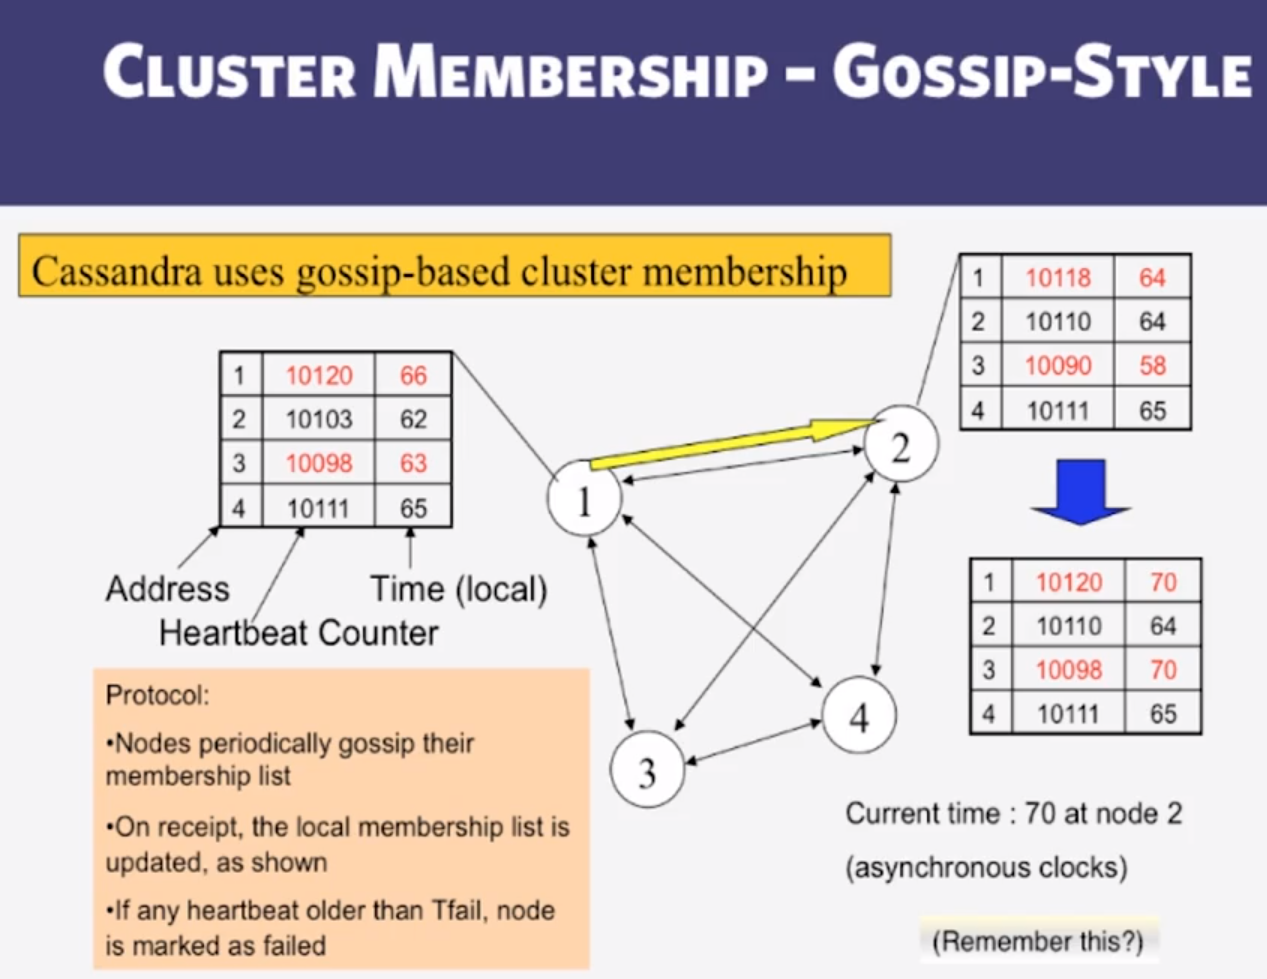 CLUSTER MEMBERSHIP – GOSSIP-STYLE
Cassandra uses gossip-based cluster membership
1 10118 64
2 10110 64
3 10090 58
4 10111 65
1 10120 66
2 10103 62
3 10098 63
4 10111 65
Address
Time (local)
Heartbeat Counter
1
2
3
4
1 10120 70
2 10110 64
3 10098 70
4 10111 65
Protocol:
•Nodes periodically gossip their
membership list
•On receipt, the local membership list is
updated, as shown
•If any heartbeat older than Tfail, node
is marked as failed
Current time : 70 at node 2
(asynchronous clocks)
(Remember this?)